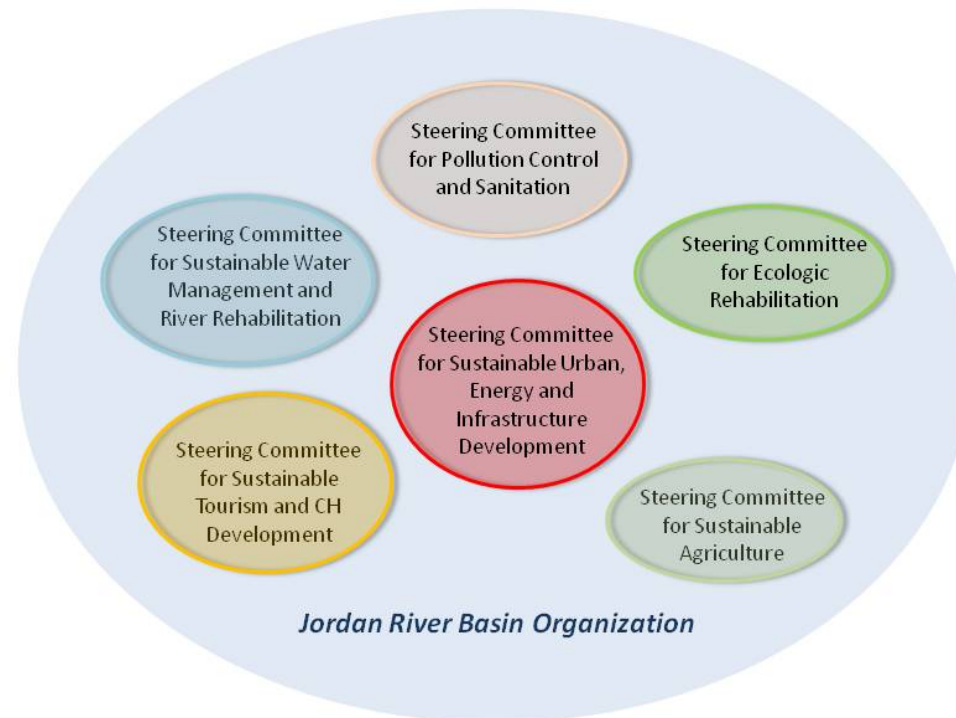 Steering Committee
for Pollution Control
and Sanitation
Steering Committee
for Sustainable Water
Management and
River Rehabilitation
Steering Committee
for Ecologic
Rehabilitation
Steering Committee
for Sustainable Urban,
Energy and
Infrastructure
Development
Steering Committee
for Sustainable
Tourism and CH
Development
Steering Committee
for Sustainable
Agriculture
Jordan River Basin Organization